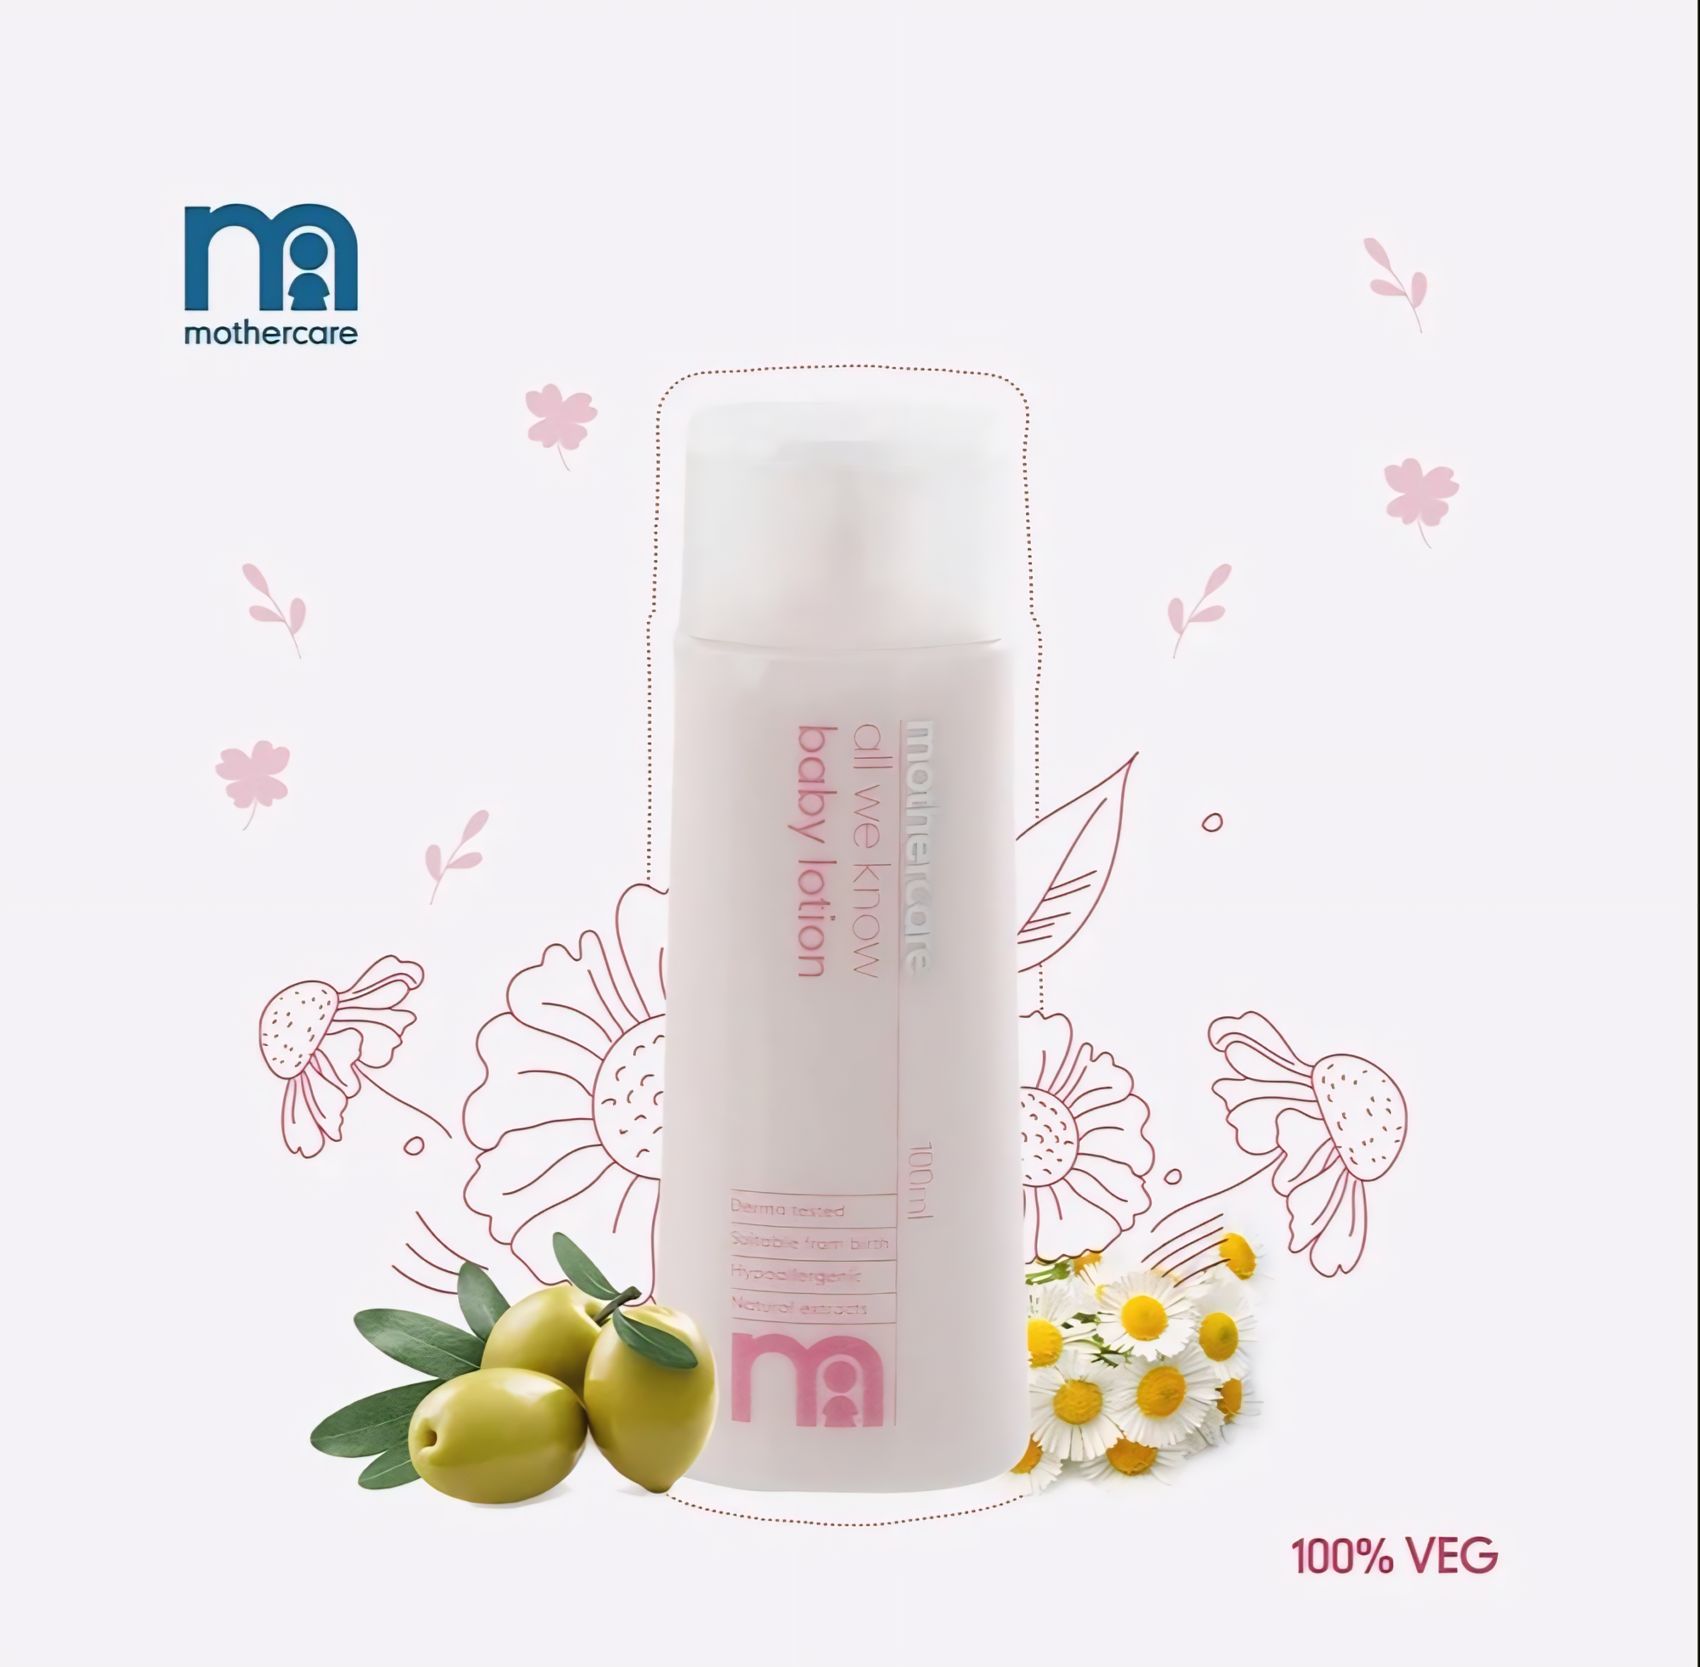 mothercare
mothercare
all we know
baby lotion
100ml
Derma tested
Suitable from birth
Hypoallergenic
Natural extracts
100% VEG